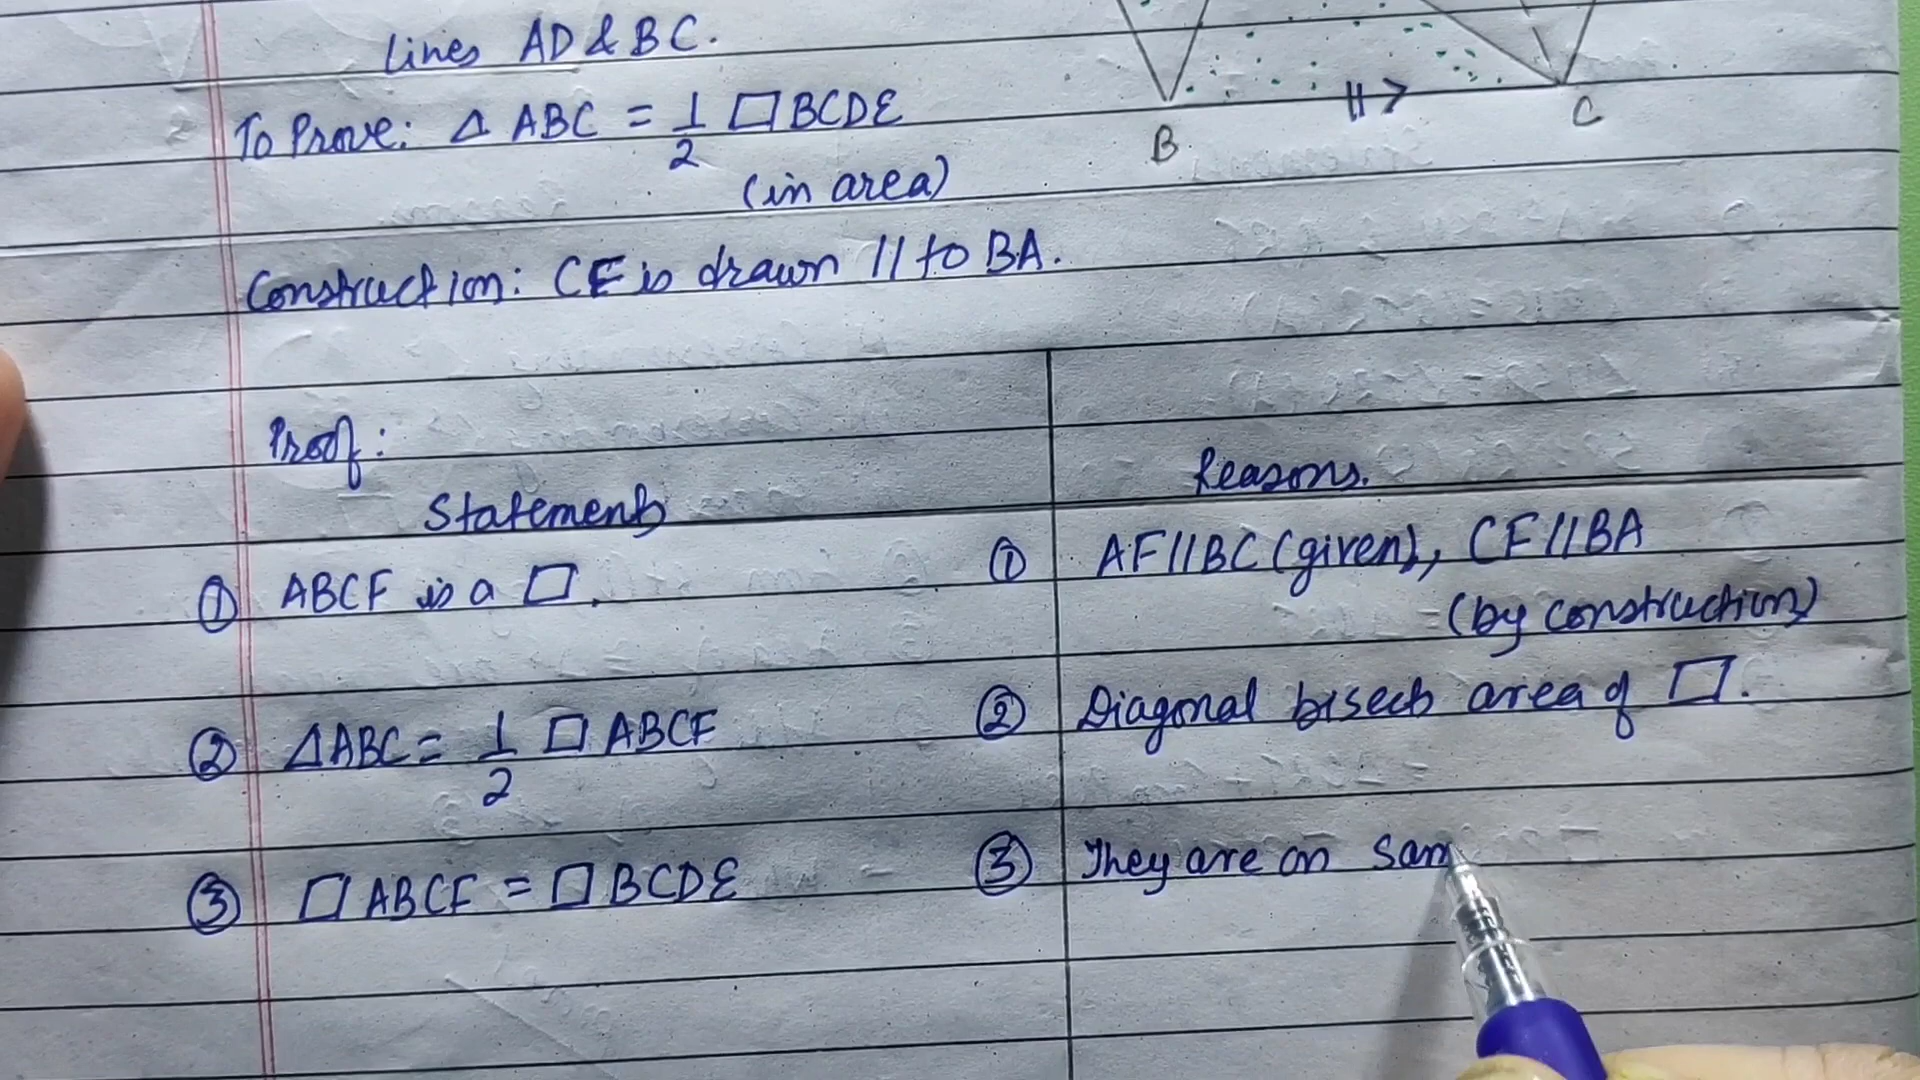 lines AD & BC.
To Prove: △ ABC = 1/2 ▱ BCDE
(in area)
B
C
Construction: CF is drawn // to BA.
Proof:
Statements
Reasons.
① ABCF is a ▱.
① AF//BC (given), CF//BA
(by construction)
② △ABC = 1/2 ▱ ABCF
② Diagonal bisects area of ▱.
③ ▱ ABCF = ▱ BCDE
③ They are on Sam